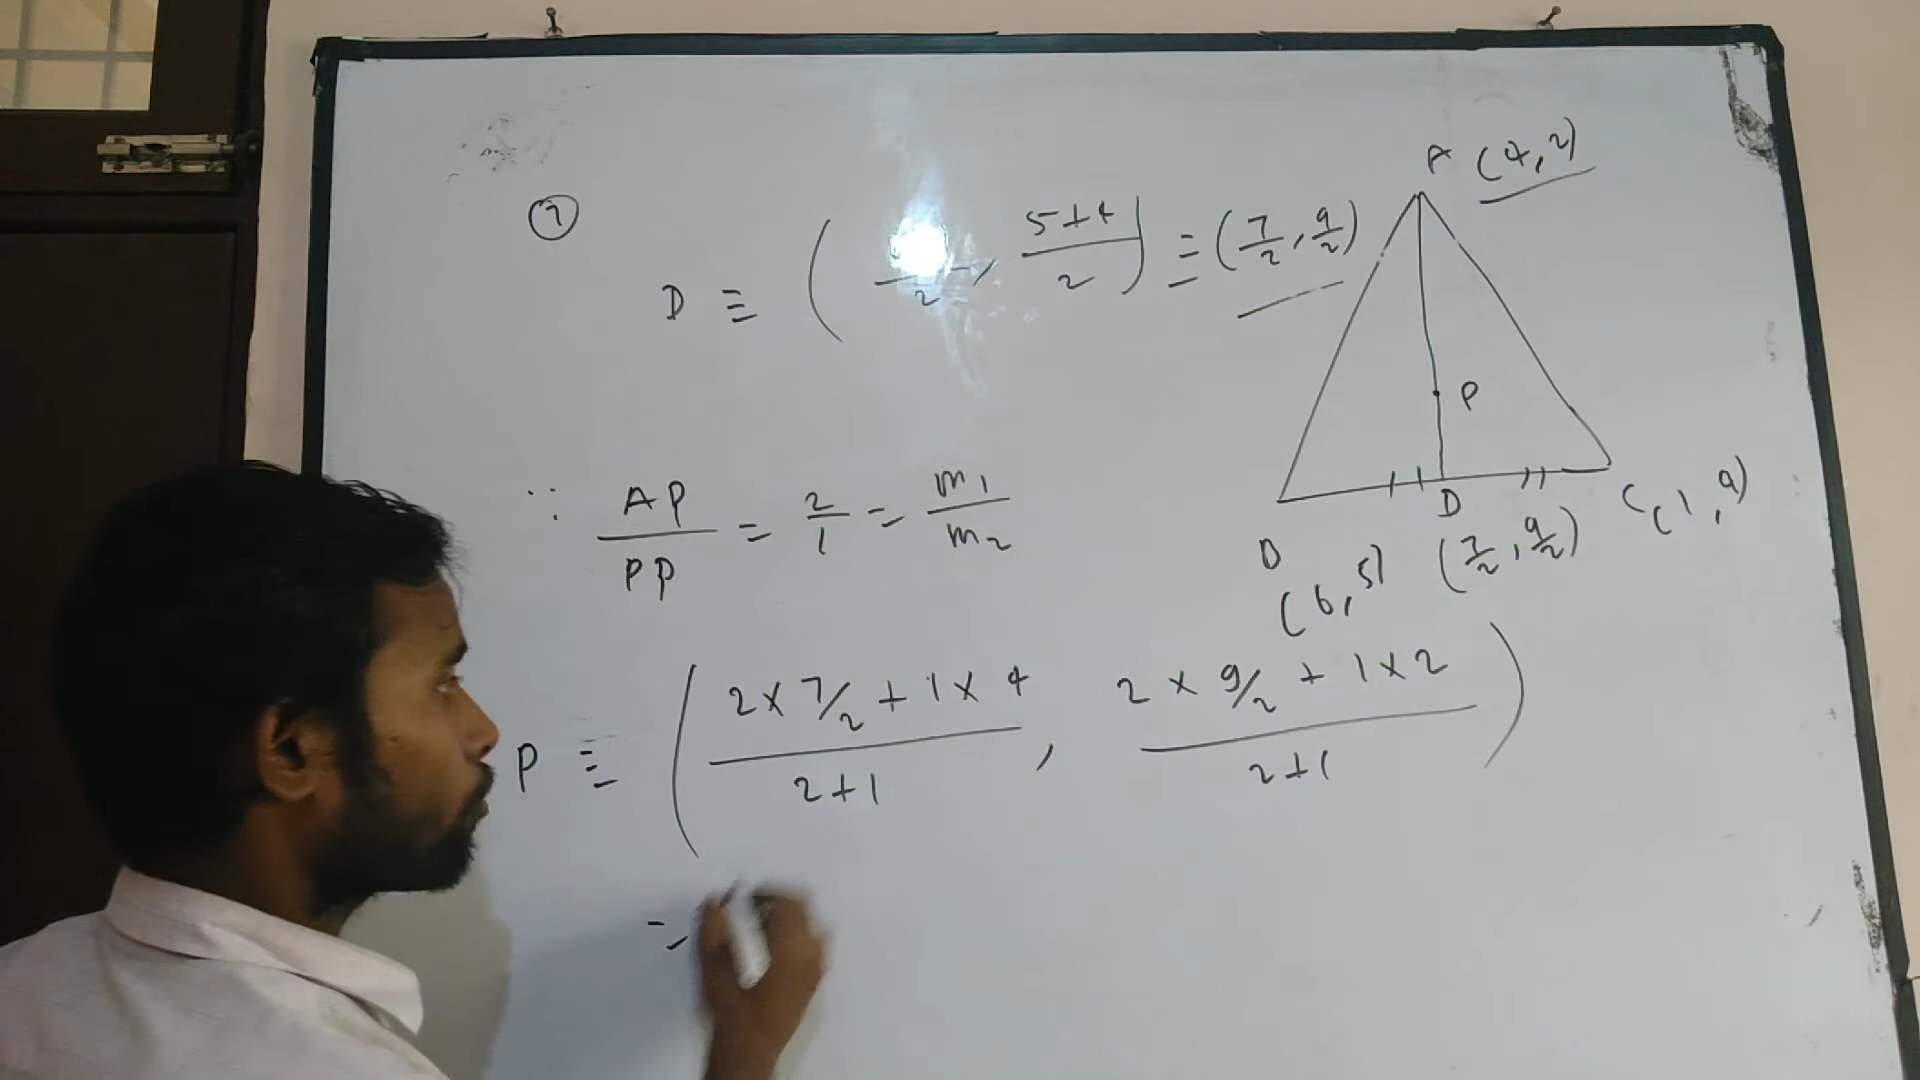 (7)
D ≡ ( /2 , (5+4)/2 ) ≡ (7/2, 9/2)
A (4, 2)
P
D
(7/2, 9/2)
C (1, 4)
B
(6, 5)
∵ AP/PD = 2/1 = m1/m2
P ≡ ( (2×7/2 + 1×4)/(2+1) , (2×9/2 + 1×2)/(2+1) )
=